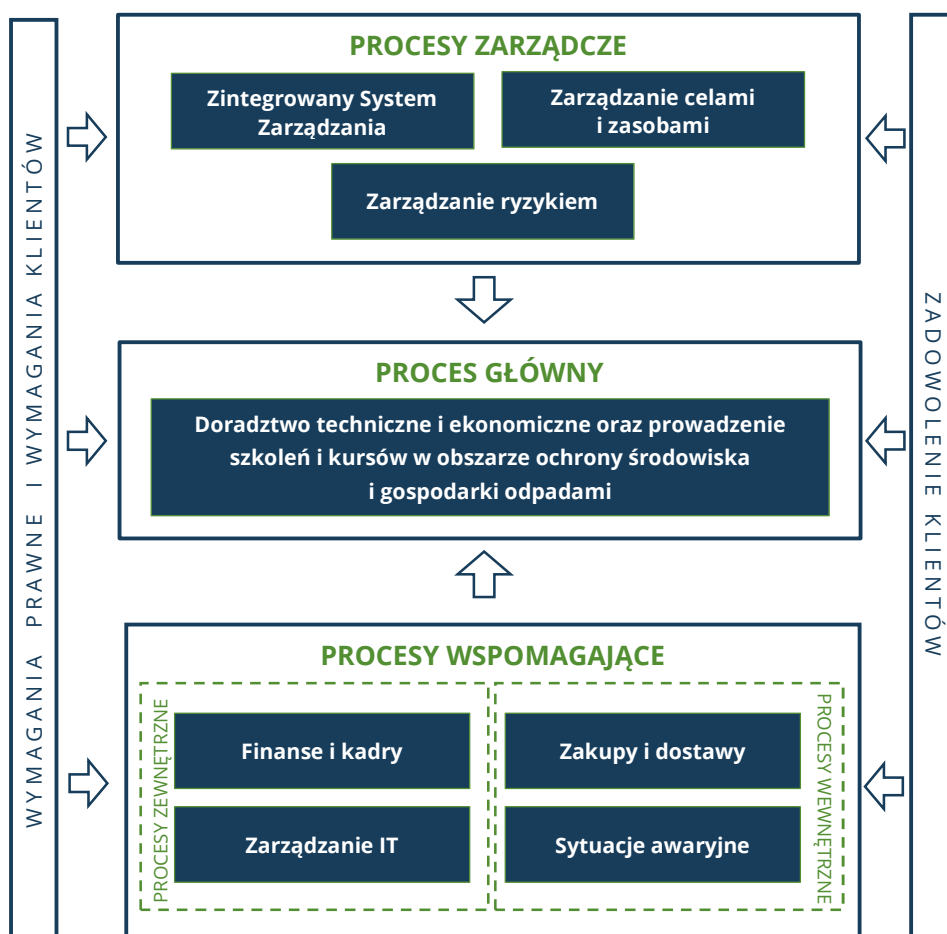 WYMAGANIA PRAWNE I WYMAGANIA KLIENTÓW
PROCESY ZARZĄDCZE
Zintegrowany System
Zarządzania
Zarządzanie celami
i zasobami
Zarządzanie ryzykiem
PROCES GŁÓWNY
Doradztwo techniczne i ekonomiczne oraz prowadzenie
szkoleń i kursów w obszarze ochrony środowiska
i gospodarki odpadami
PROCESY WSPOMAGAJĄCE
PROCESY ZEWNĘTRZNE
Finanse i kadry
Zarządzanie IT
Zakupy i dostawy
Sytuacje awaryjne
PROCESY WEWNĘTRZNE
ZADOWOLENIE KLIENTÓW